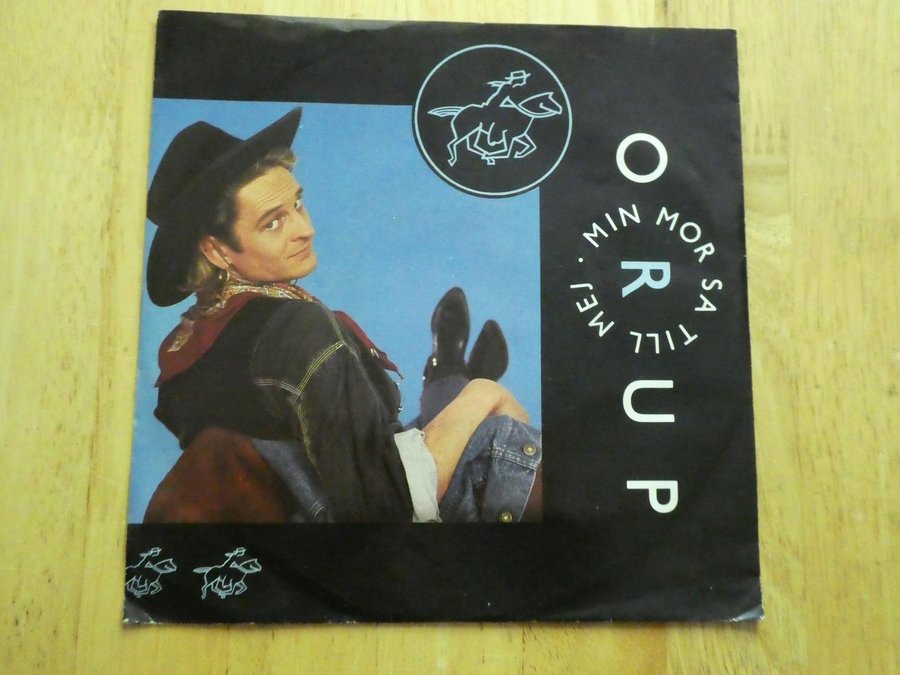 ORUP
MIN MOR SA TILL MEJ ·